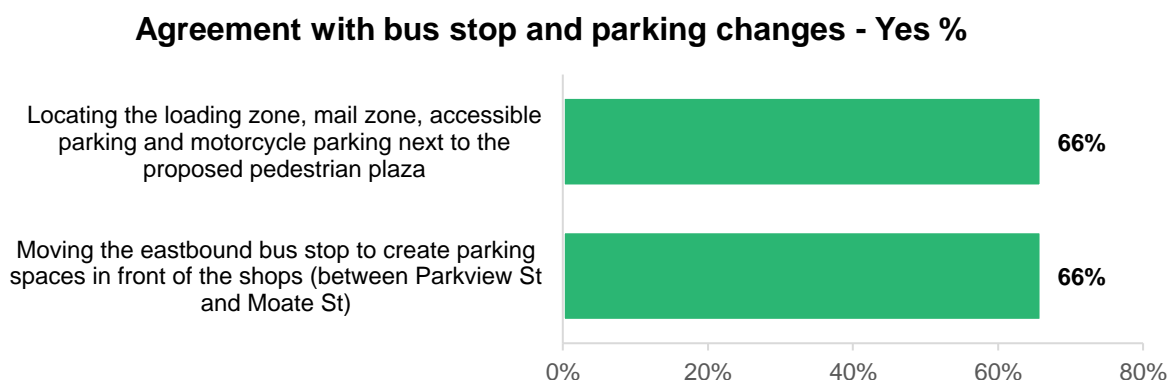 Agreement with bus stop and parking changes - Yes %
Locating the loading zone, mail zone, accessible
parking and motorcycle parking next to the
proposed pedestrian plaza
66%
Moving the eastbound bus stop to create parking
spaces in front of the shops (between Parkview St
and Moate St)
66%
0%
20%
40%
60%
80%